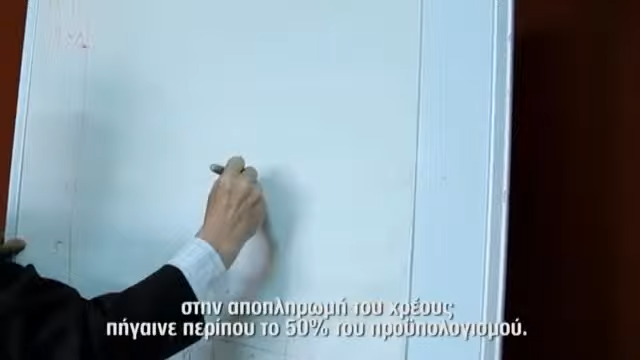 στην αποπληρωμή του χρέους
πήγαινε περίπου το 50% του προϋπολογισμού.